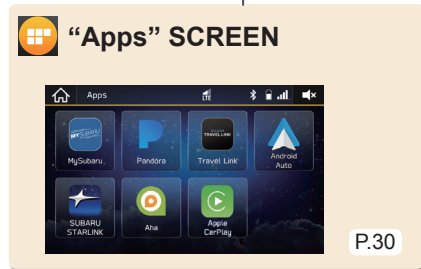 “Apps” SCREEN
Apps
LTE
MYSUBARU
TRAVEL LINK
MySubaru
Pandora
Travel Link
Android
Auto
SUBARU
STARLINK
Aha
Apple
CarPlay
P.30